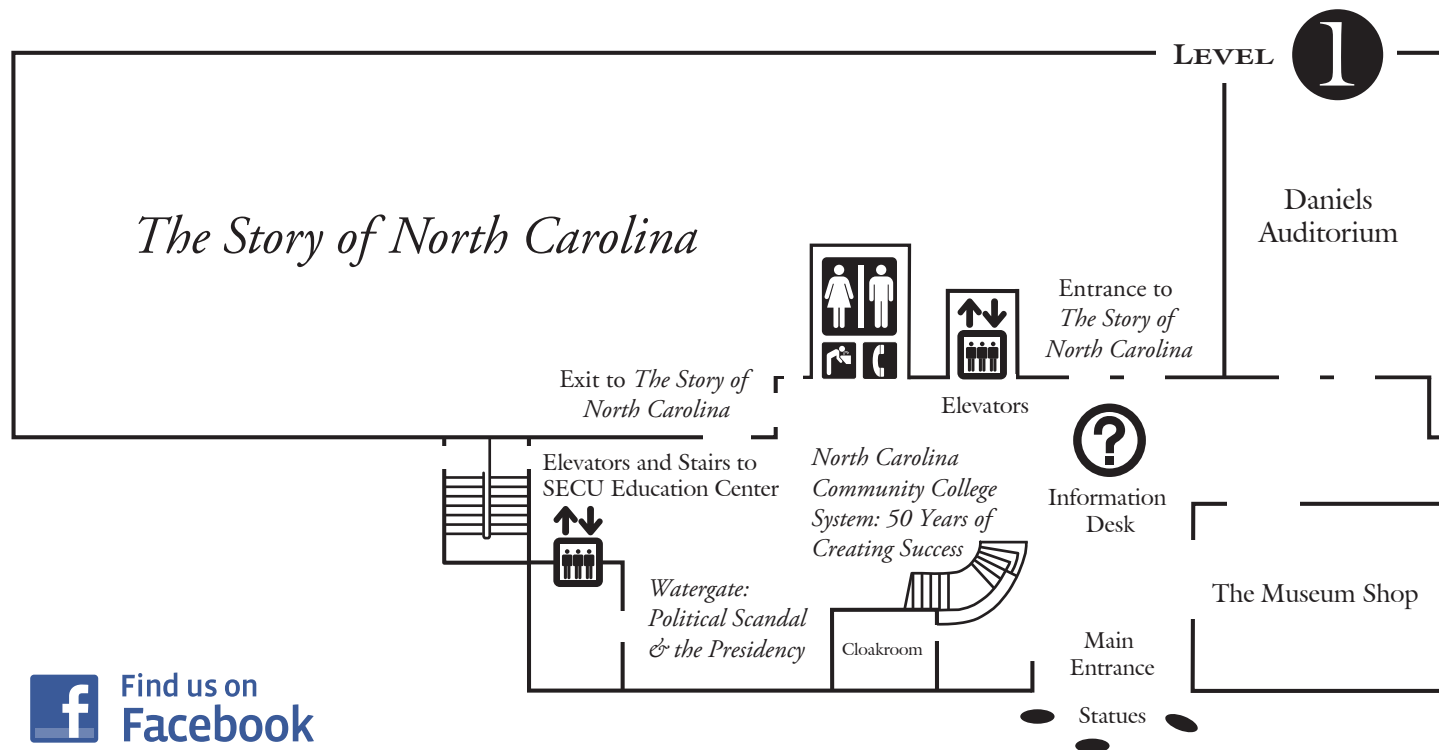 LEVEL 1
The Story of North Carolina
Daniels
Auditorium
Entrance to
The Story of
North Carolina
Exit to The Story of
North Carolina
Elevators
Elevators and Stairs to
SECU Education Center
North Carolina
Community College
System: 50 Years of
Creating Success
?
Information
Desk
Watergate:
Political Scandal
& the Presidency
Cloakroom
The Museum Shop
Main
Entrance
Statues
f
Find us on
Facebook